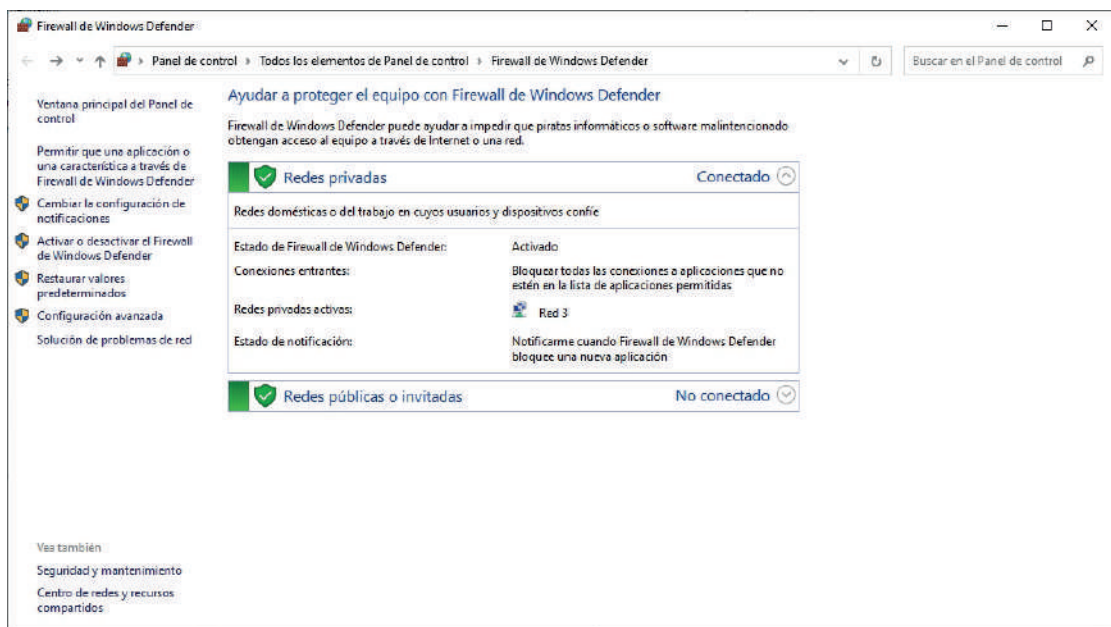 Firewall de Windows Defender
Panel de control > Todos los elementos de Panel de control > Firewall de Windows Defender
Buscar en el Panel de control
Ventana principal del Panel de
control
Permitir que una aplicación o
una característica a través de
Firewall de Windows Defender
Cambiar la configuración de
notificaciones
Activar o desactivar el Firewall
de Windows Defender
Restaurar valores
predeterminados
Configuración avanzada
Solución de problemas de red
Ayudar a proteger el equipo con Firewall de Windows Defender
Firewall de Windows Defender puede ayudar a impedir que piratas informáticos o software malintencionado
obtengan acceso al equipo a través de Internet o una red.
Redes privadas Conectado
Redes domésticas o del trabajo en cuyos usuarios y dispositivos confíe
Estado de Firewall de Windows Defender: Activado
Conexiones entrantes: Bloquear todas las conexiones a aplicaciones que no
estén en la lista de aplicaciones permitidas
Redes privadas activas: Red 3
Estado de notificación: Notificarme cuando Firewall de Windows Defender
bloquee una nueva aplicación
Redes públicas o invitadas No conectado
Vea también
Seguridad y mantenimiento
Centro de redes y recursos
compartidos